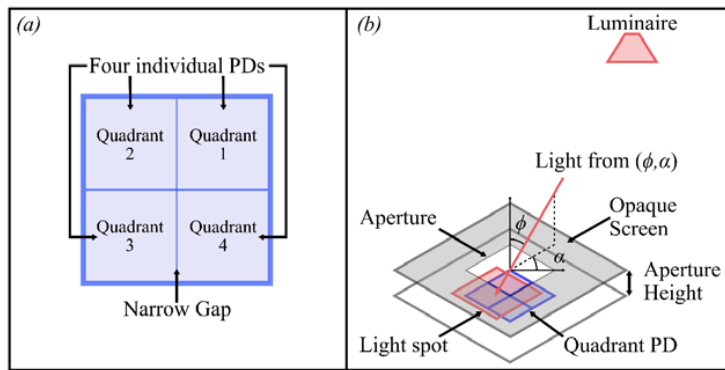 (a)
Four individual PDs
Quadrant
2
Quadrant
1
Quadrant
3
Quadrant
4
Narrow Gap
(b)
Luminaire
Light from (ϕ,α)
Aperture
ϕ
Opaque
Screen
α
Aperture
Height
Light spot
Quadrant PD